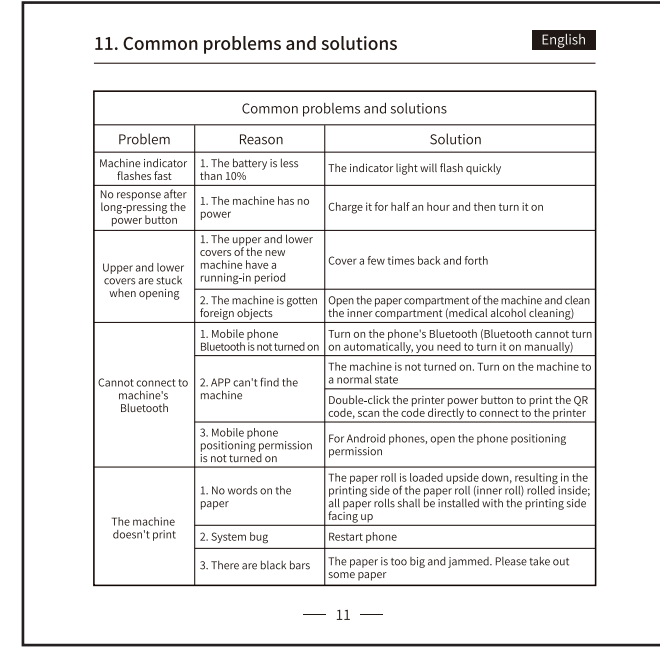 11. Common problems and solutions
English
Common problems and solutions
Problem
Reason
Solution
Machine indicator
flashes fast
1. The battery is less
than 10%
The indicator light will flash quickly
No response after
long-pressing the
power button
1. The machine has no
power
Charge it for half an hour and then turn it on
Upper and lower
covers are stuck
when opening
1. The upper and lower
covers of the new
machine have a
running-in period
Cover a few times back and forth
2. The machine is gotten
foreign objects
Open the paper compartment of the machine and clean
the inner compartment (medical alcohol cleaning)
Cannot connect to
machine's
Bluetooth
1. Mobile phone
Bluetooth is not turned on
Turn on the phone's Bluetooth (Bluetooth cannot turn
on automatically, you need to turn it on manually)
2. APP can't find the
machine
The machine is not turned on. Turn on the machine to
a normal state
Double-click the printer power button to print the QR
code, scan the code directly to connect to the printer
3. Mobile phone
positioning permission
is not turned on
For Android phones, open the phone positioning
permission
The machine
doesn't print
1. No words on the
paper
The paper roll is loaded upside down, resulting in the
printing side of the paper roll (inner roll) rolled inside;
all paper rolls shall be installed with the printing side
facing up
2. System bug
Restart phone
3. There are black bars
The paper is too big and jammed. Please take out
some paper
11